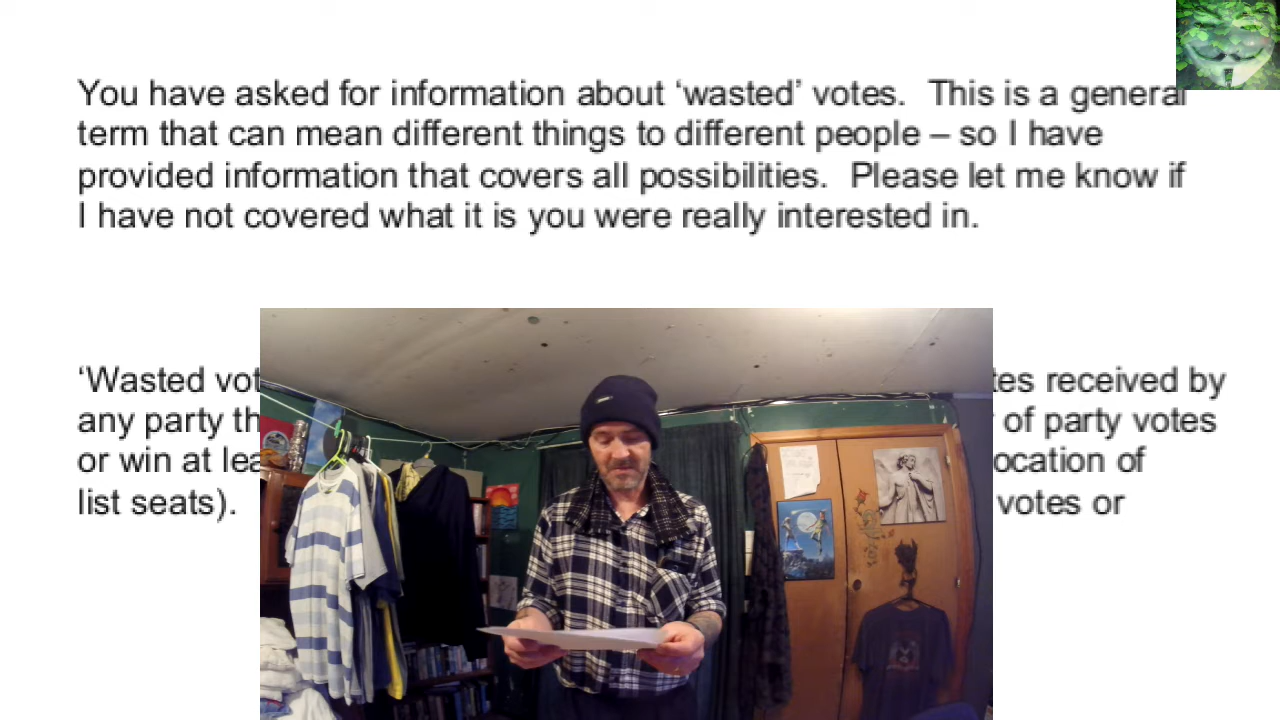 You have asked for information about ‘wasted’ votes.  This is a general
term that can mean different things to different people – so I have
provided information that covers all possibilities.  Please let me know if
I have not covered what it is you were really interested in.
‘Wasted vot tes received by
any party th of party votes
or win at lea ocation of
list seats). votes or